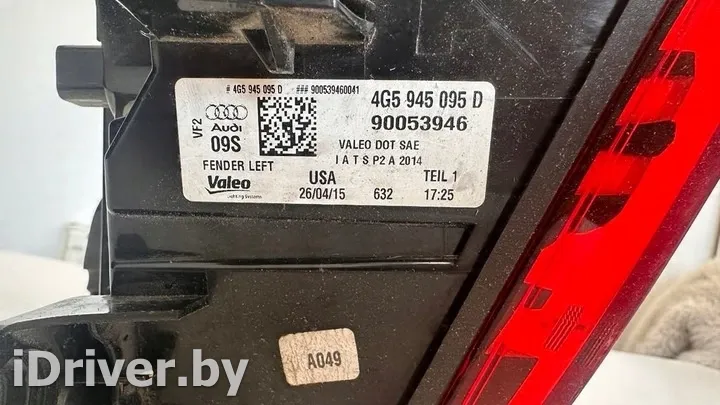 # 4G5 945 095 D ### 900539460041
4G5 945 095 D
90053946
VF2
Audi
09S
VALEO DOT SAE
I A T S P2 A 2014
FENDER LEFT
Valeo
USA
TEIL 1
26/04/15 632 17:25
A049
iDriver.by